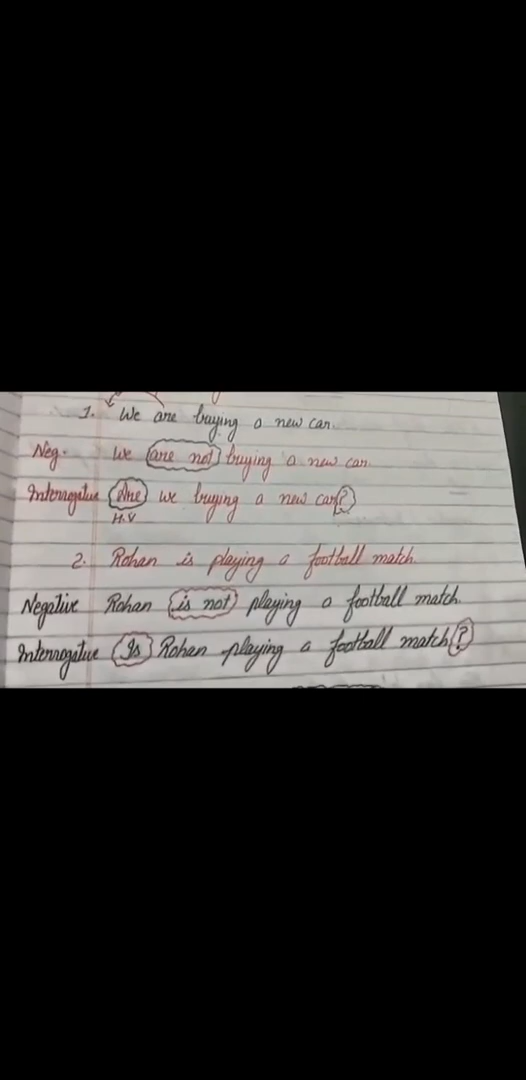 1. We are buying a new car.
Neg. We are not buying a new car.
Interrogative Are we buying a new car?
H.V
2. Rohan is playing a football match.
Negative Rohan is not playing a football match.
Interrogative Is Rohan playing a football match?